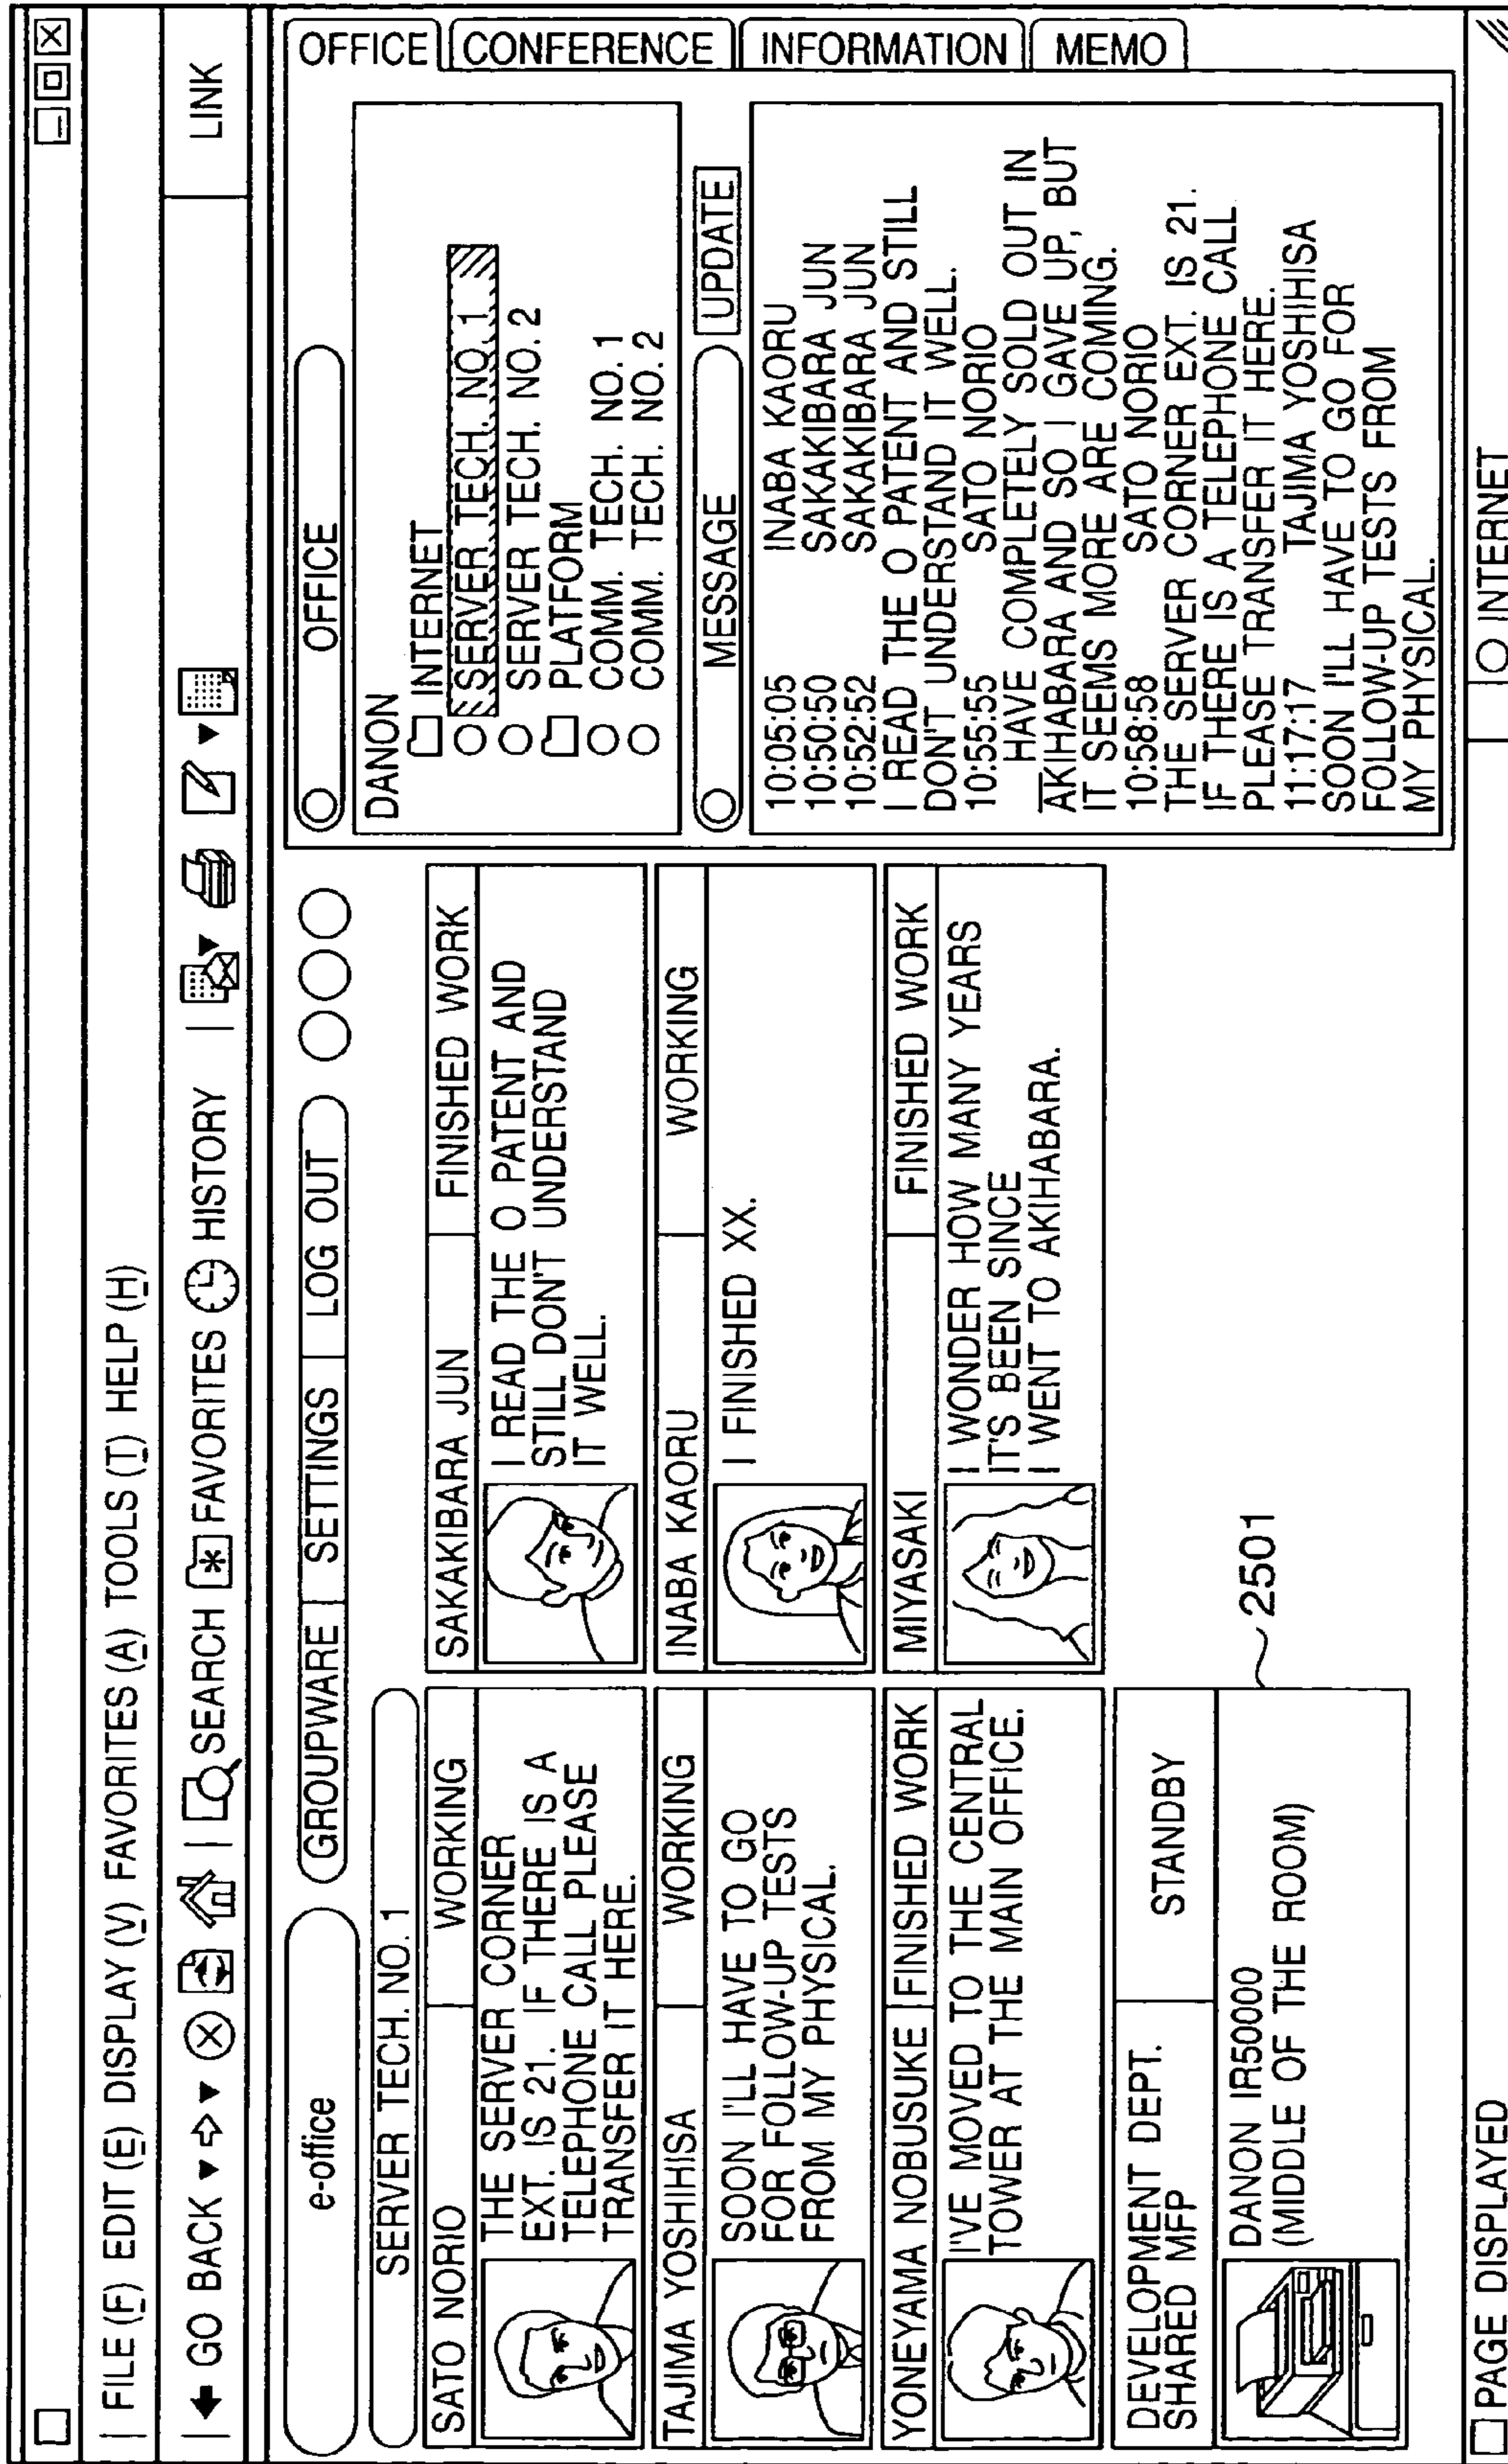 | FILE (F) EDIT (E) DISPLAY (V) FAVORITES (A) TOOLS (T) HELP (H)
GO BACK
SEARCH
FAVORITES
HISTORY
LINK
e-office
GROUPWARE | SETTINGS | LOG OUT
SERVER TECH. NO. 1
SATO NORIO WORKING
THE SERVER CORNER
EXT. IS 21. IF THERE IS A
TELEPHONE CALL PLEASE
TRANSFER IT HERE.
SAKAKIBARA JUN FINISHED WORK
I READ THE O PATENT AND
STILL DON'T UNDERSTAND
IT WELL.
TAJIMA YOSHIHISA WORKING
SOON I'LL HAVE TO GO
FOR FOLLOW-UP TESTS
FROM MY PHYSICAL.
INABA KAORU WORKING
I FINISHED XX.
YONEYAMA NOBUSUKE FINISHED WORK
I'VE MOVED TO THE CENTRAL
TOWER AT THE MAIN OFFICE.
MIYASAKI FINISHED WORK
I WONDER HOW MANY YEARS
IT'S BEEN SINCE
I WENT TO AKIHABARA.
DEVELOPMENT DEPT.
SHARED MFP
STANDBY
DANON IR50000
(MIDDLE OF THE ROOM)
2501
OFFICE
DANON
INTERNET
SERVER TECH. NO. 1
SERVER TECH. NO. 2
PLATFORM
COMM. TECH. NO. 1
COMM. TECH. NO. 2
MESSAGE UPDATE
10:05:05 INABA KAORU
10:50:50 SAKAKIBARA JUN
10:52:52 SAKAKIBARA JUN
I READ THE O PATENT AND STILL
DON'T UNDERSTAND IT WELL.
10:55:55 SATO NORIO
HAVE COMPLETELY SOLD OUT IN
AKIHABARA AND SO I GAVE UP, BUT
IT SEEMS MORE ARE COMING.
10:58:58 SATO NORIO
THE SERVER CORNER EXT. IS 21.
IF THERE IS A TELEPHONE CALL
PLEASE TRANSFER IT HERE.
11:17:17 TAJIMA YOSHIHISA
SOON I'LL HAVE TO GO FOR
FOLLOW-UP TESTS FROM
MY PHYSICAL.
OFFICE
CONFERENCE
INFORMATION
MEMO
PAGE DISPLAYED
INTERNET